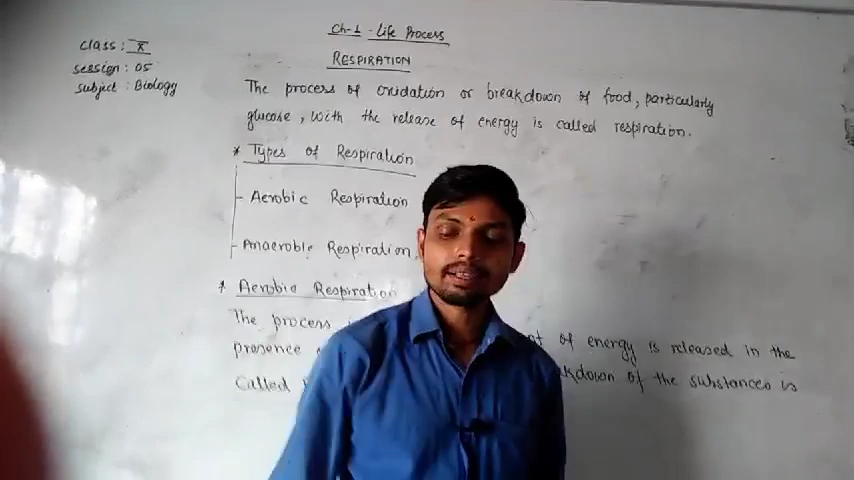 Ch-1 - Life Process
class : X
RESPIRATION
session : 05
subject : Biology
The process of oxidation or breakdown of food, particularly
glucose, with the release of energy is called respiration.
* Types of Respiration
Aerobic Respiration
Anaerobic Respiration
* Aerobic Respiration
The process of energy is released in the
presence kdown of the substances is
called